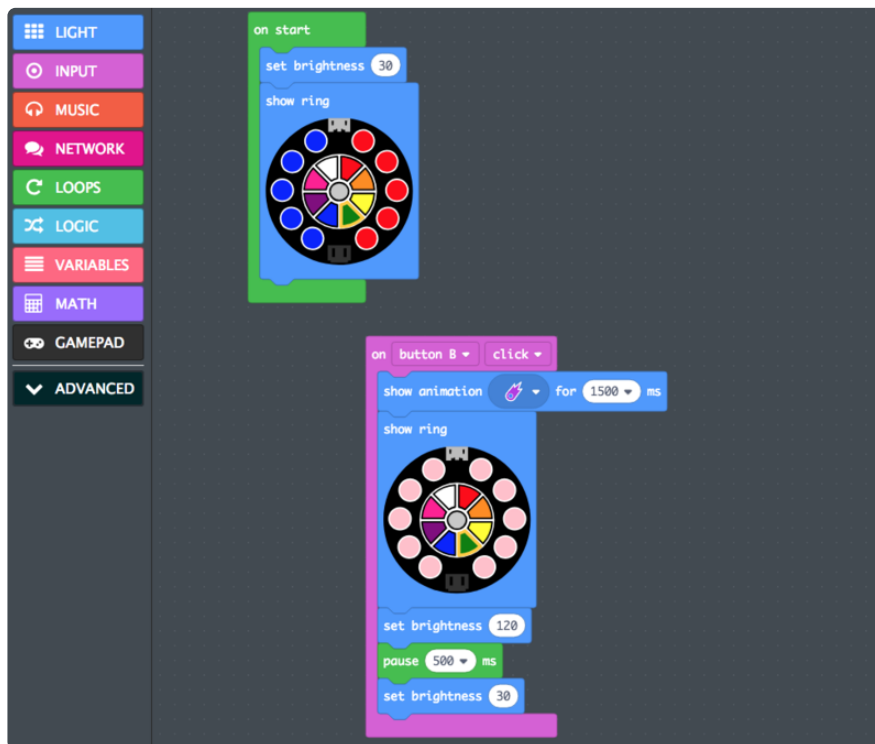 LIGHT
INPUT
MUSIC
NETWORK
LOOPS
LOGIC
VARIABLES
MATH
GAMEPAD
ADVANCED
on start
set brightness 30
show ring
on button B click
show animation for 1500 ms
show ring
set brightness 120
pause 500 ms
set brightness 30